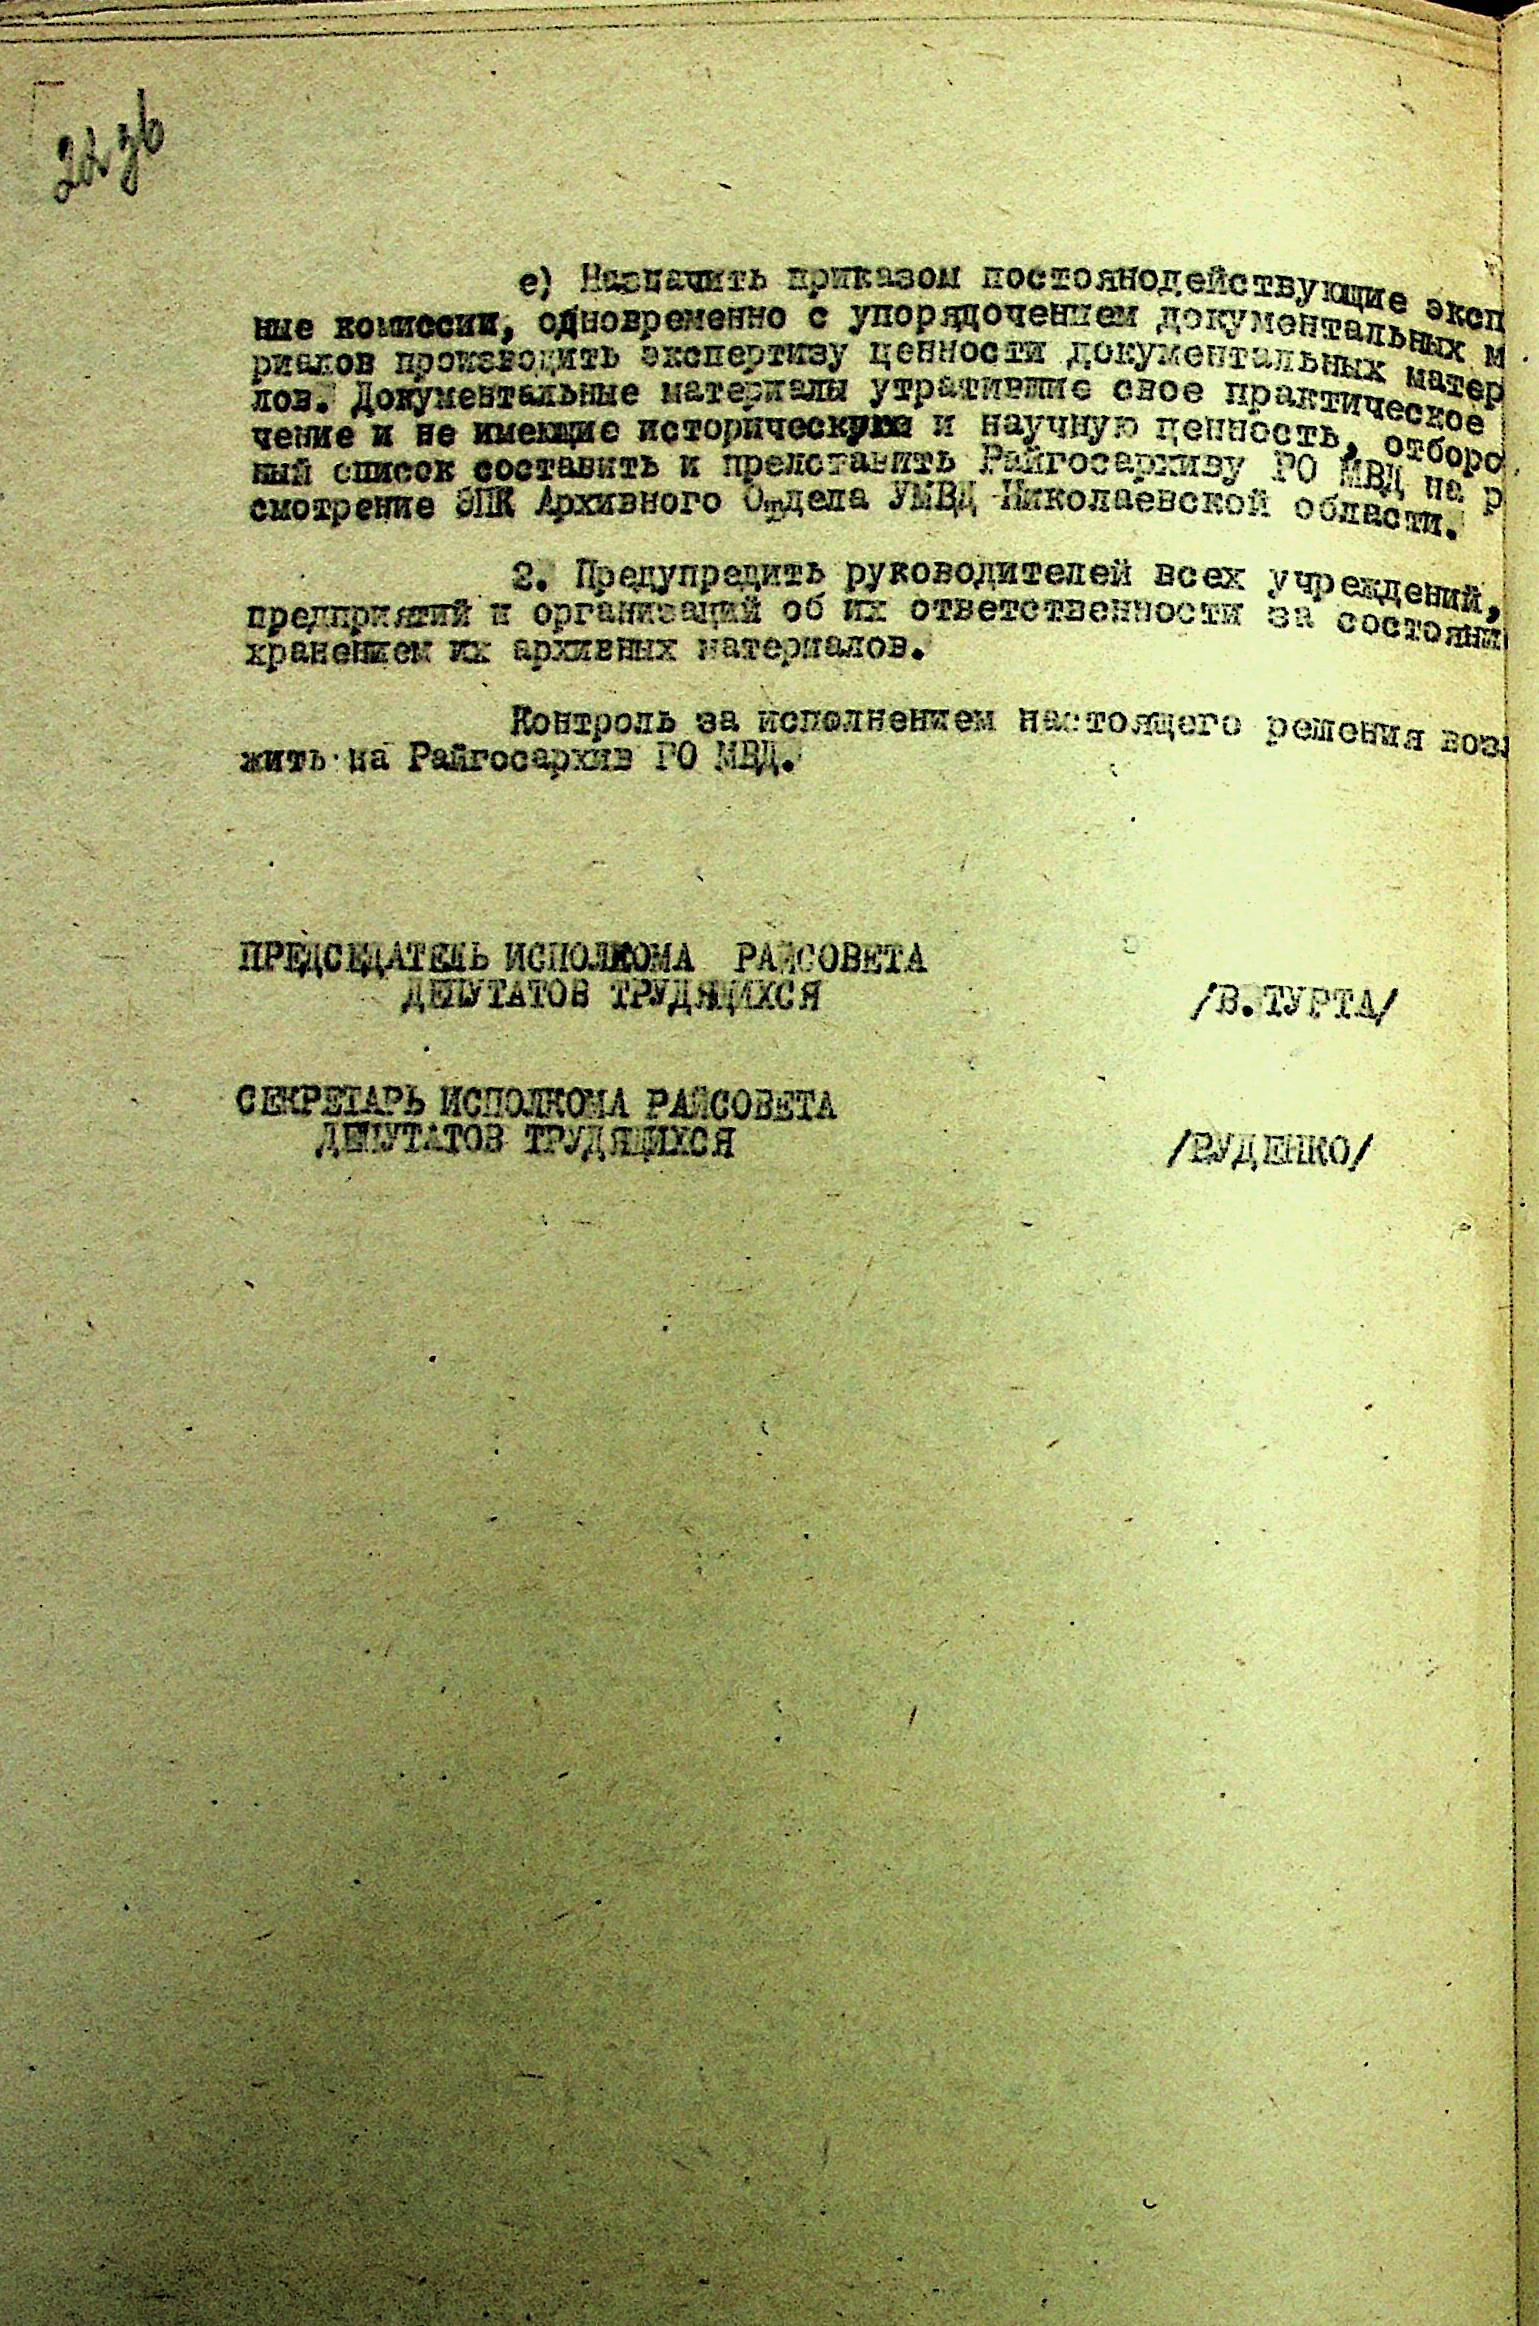 е) Назначить приказом постоянодействующие эксп
ные комиссии, одновременно с упорядочением документальных м
риалов производить экспертизу ценности документальных матер
лов. Документальные материалы утратившие свое практическое
чение и не имеющие историческую и научную ценность, отборо
ный список составить и представить Райгосархиву РО МВД на р
смотрение ЭПК Архивного Отдела УМВД Николаевской области.
2. Предупредить руководителей всех учреждений,
предприятий и организаций об их ответственности за состояни
хранением их архивных материалов.
Контроль за исполнением настоящего решения возл
жить на Райгосархив РО МВД.
ПРЕДСЕДАТЕЛЬ ИСПОЛКОМА РАЙСОВЕТА
ДЕПУТАТОВ ТРУДЯЩИХСЯ /В.ТУРТА/
СЕКРЕТАРЬ ИСПОЛКОМА РАЙСОВЕТА
ДЕПУТАТОВ ТРУДЯЩИХСЯ /РУДЕНКО/